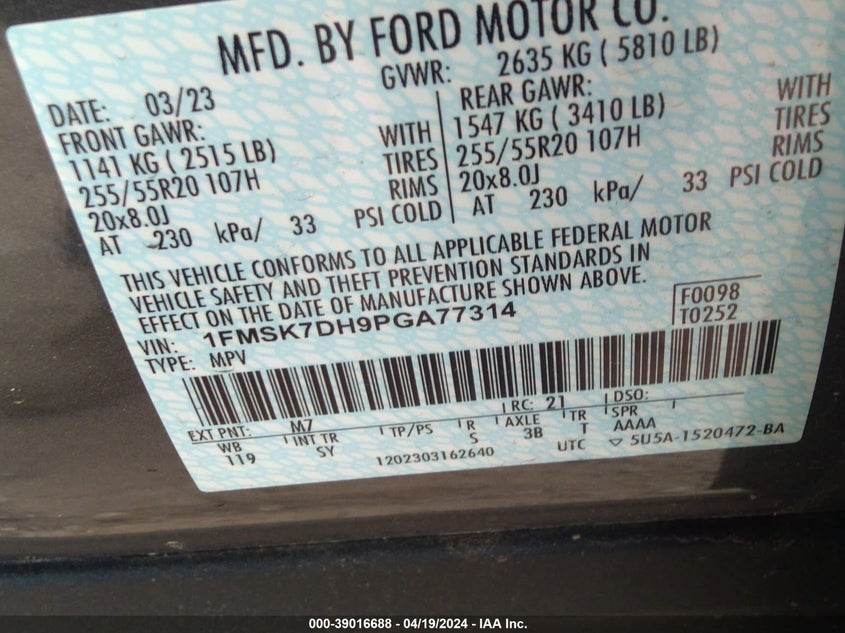 MFD. BY FORD MOTOR CO.
DATE: 03/23
GVWR: 2635 KG ( 5810 LB)
FRONT GAWR:
1141 KG ( 2515 LB) WITH
255/55R20 107H TIRES
20x8.0J RIMS
AT 230 kPa/ 33 PSI COLD
REAR GAWR: WITH
1547 KG ( 3410 LB) TIRES
255/55R20 107H RIMS
20x8.0J
AT 230 kPa/ 33 PSI COLD
THIS VEHICLE CONFORMS TO ALL APPLICABLE FEDERAL MOTOR
VEHICLE SAFETY AND THEFT PREVENTION STANDARDS IN
EFFECT ON THE DATE OF MANUFACTURE SHOWN ABOVE.
VIN: 1FMSK7DH9PGA77314
TYPE: MPV
F0098
T0252
EXT PNT: M7 RC: 21 DSO:
WB INT TR TP/PS R AXLE TR SPR
119 SY S 3B T AAAA
1202303162640 UTC ▽ 5U5A-1520472-BA
000-39016688 - 04/19/2024 - IAA Inc.